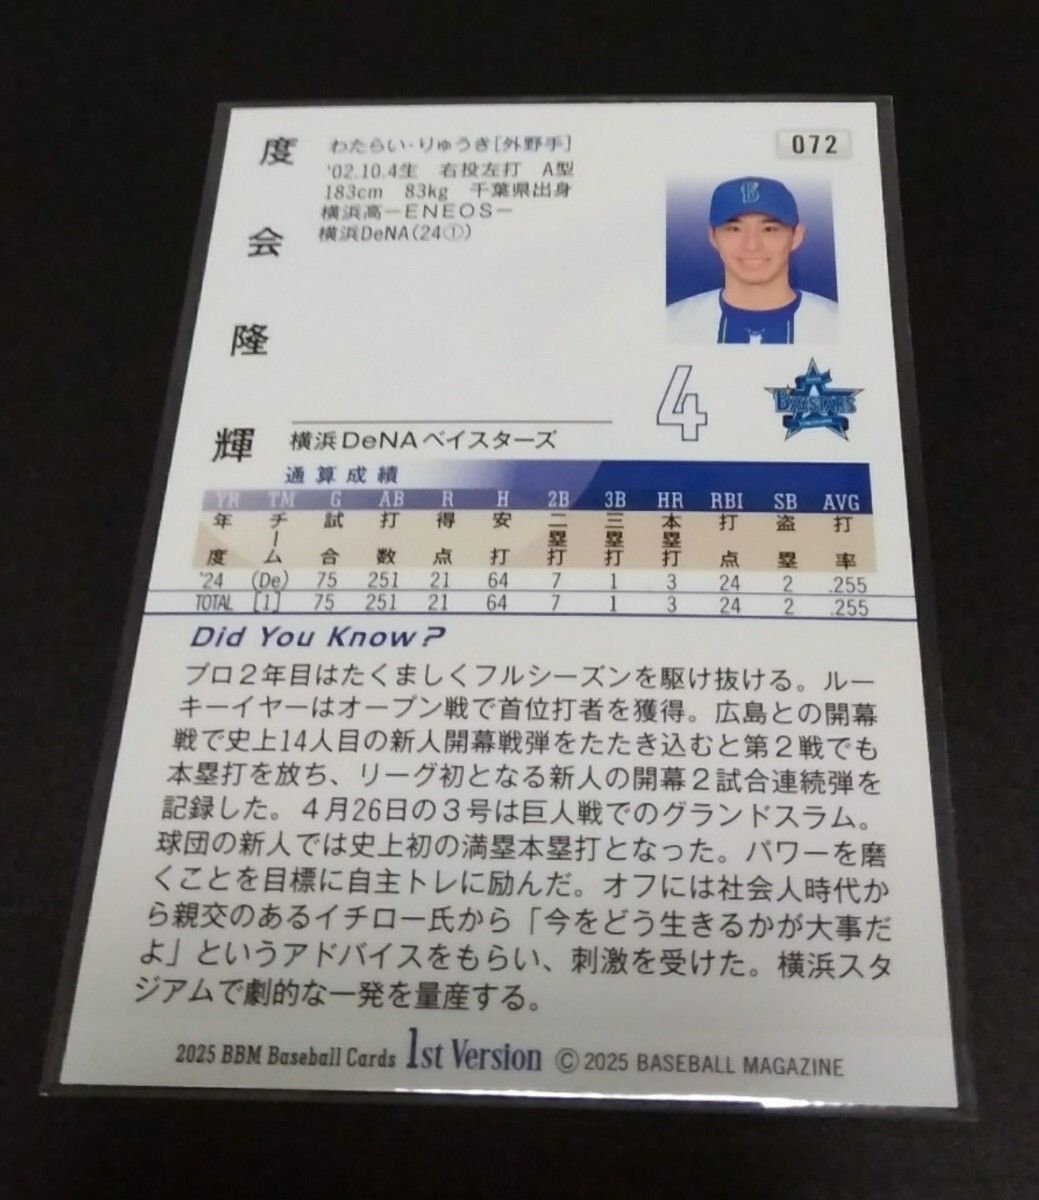 度会隆輝
わたらい・りゅうき[外野手]
'02.10.4生 右投左打 A型
183cm 83kg 千葉県出身
横浜高ーENEOSー
横浜DeNA(24①)
072
B
4
BAYSTARS
横浜DeNAベイスターズ
通算成績
YR TM G AB R H 2B 3B HR RBI SB AVG
年度 チーム 試合 打数 得点 安打 二塁打 三塁打 本塁打 打点 盗塁 打率
'24 (De) 75 251 21 64 7 1 3 24 2 .255
TOTAL [1] 75 251 21 64 7 1 3 24 2 .255
Did You Know?
プロ2年目はたくましくフルシーズンを駆け抜ける。ルー
キーイヤーはオープン戦で首位打者を獲得。広島との開幕
戦で史上14人目の新人開幕戦弾をたたき込むと第2戦でも
本塁打を放ち、リーグ初となる新人の開幕2試合連続弾を
記録した。4月26日の3号は巨人戦でのグランドスラム。
球団の新人では史上初の満塁本塁打となった。パワーを磨
くことを目標に自主トレに励んだ。オフには社会人時代か
ら親交のあるイチロー氏から「今をどう生きるかが大事だ
よ」というアドバイスをもらい、刺激を受けた。横浜スタ
ジアムで劇的な一発を量産する。
2025 BBM Baseball Cards 1st Version © 2025 BASEBALL MAGAZINE